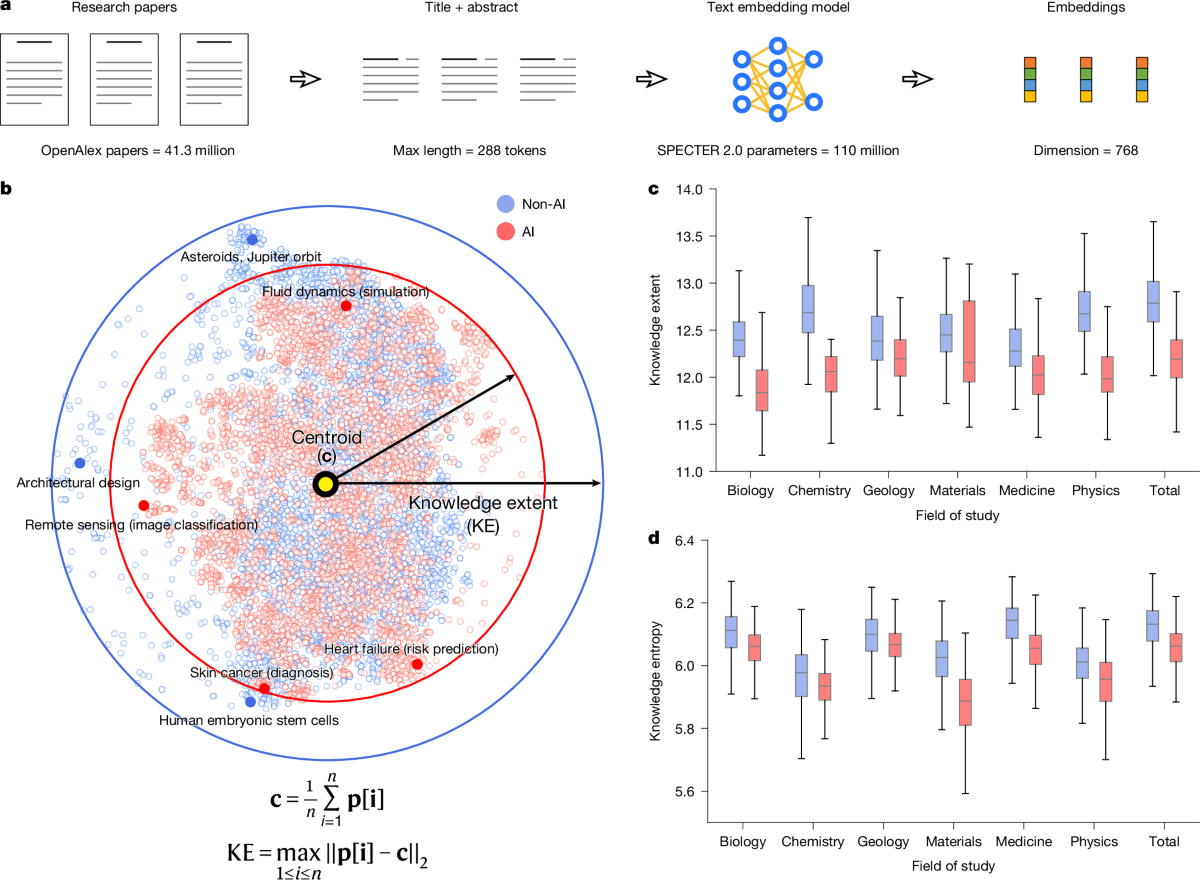 a
Research papers
Title + abstract
Text embedding model
Embeddings
OpenAlex papers = 41.3 million
Max length = 288 tokens
SPECTER 2.0 parameters = 110 million
Dimension = 768
b
Non-AI
AI
Asteroids, Jupiter orbit
Fluid dynamics (simulation)
Centroid
(c)
Architectural design
Knowledge extent
(KE)
Remote sensing (image classification)
Heart failure (risk prediction)
Skin cancer (diagnosis)
Human embryonic stem cells
c = 1/n ∑ i=1 n p[i]
KE = max 1≤i≤n ||p[i] − c||2
c
14.0
13.5
13.0
12.5
12.0
11.5
11.0
Knowledge extent
Biology Chemistry Geology Materials Medicine Physics Total
Field of study
d
6.4
6.2
6.0
5.8
5.6
Knowledge entropy
Biology Chemistry Geology Materials Medicine Physics Total
Field of study